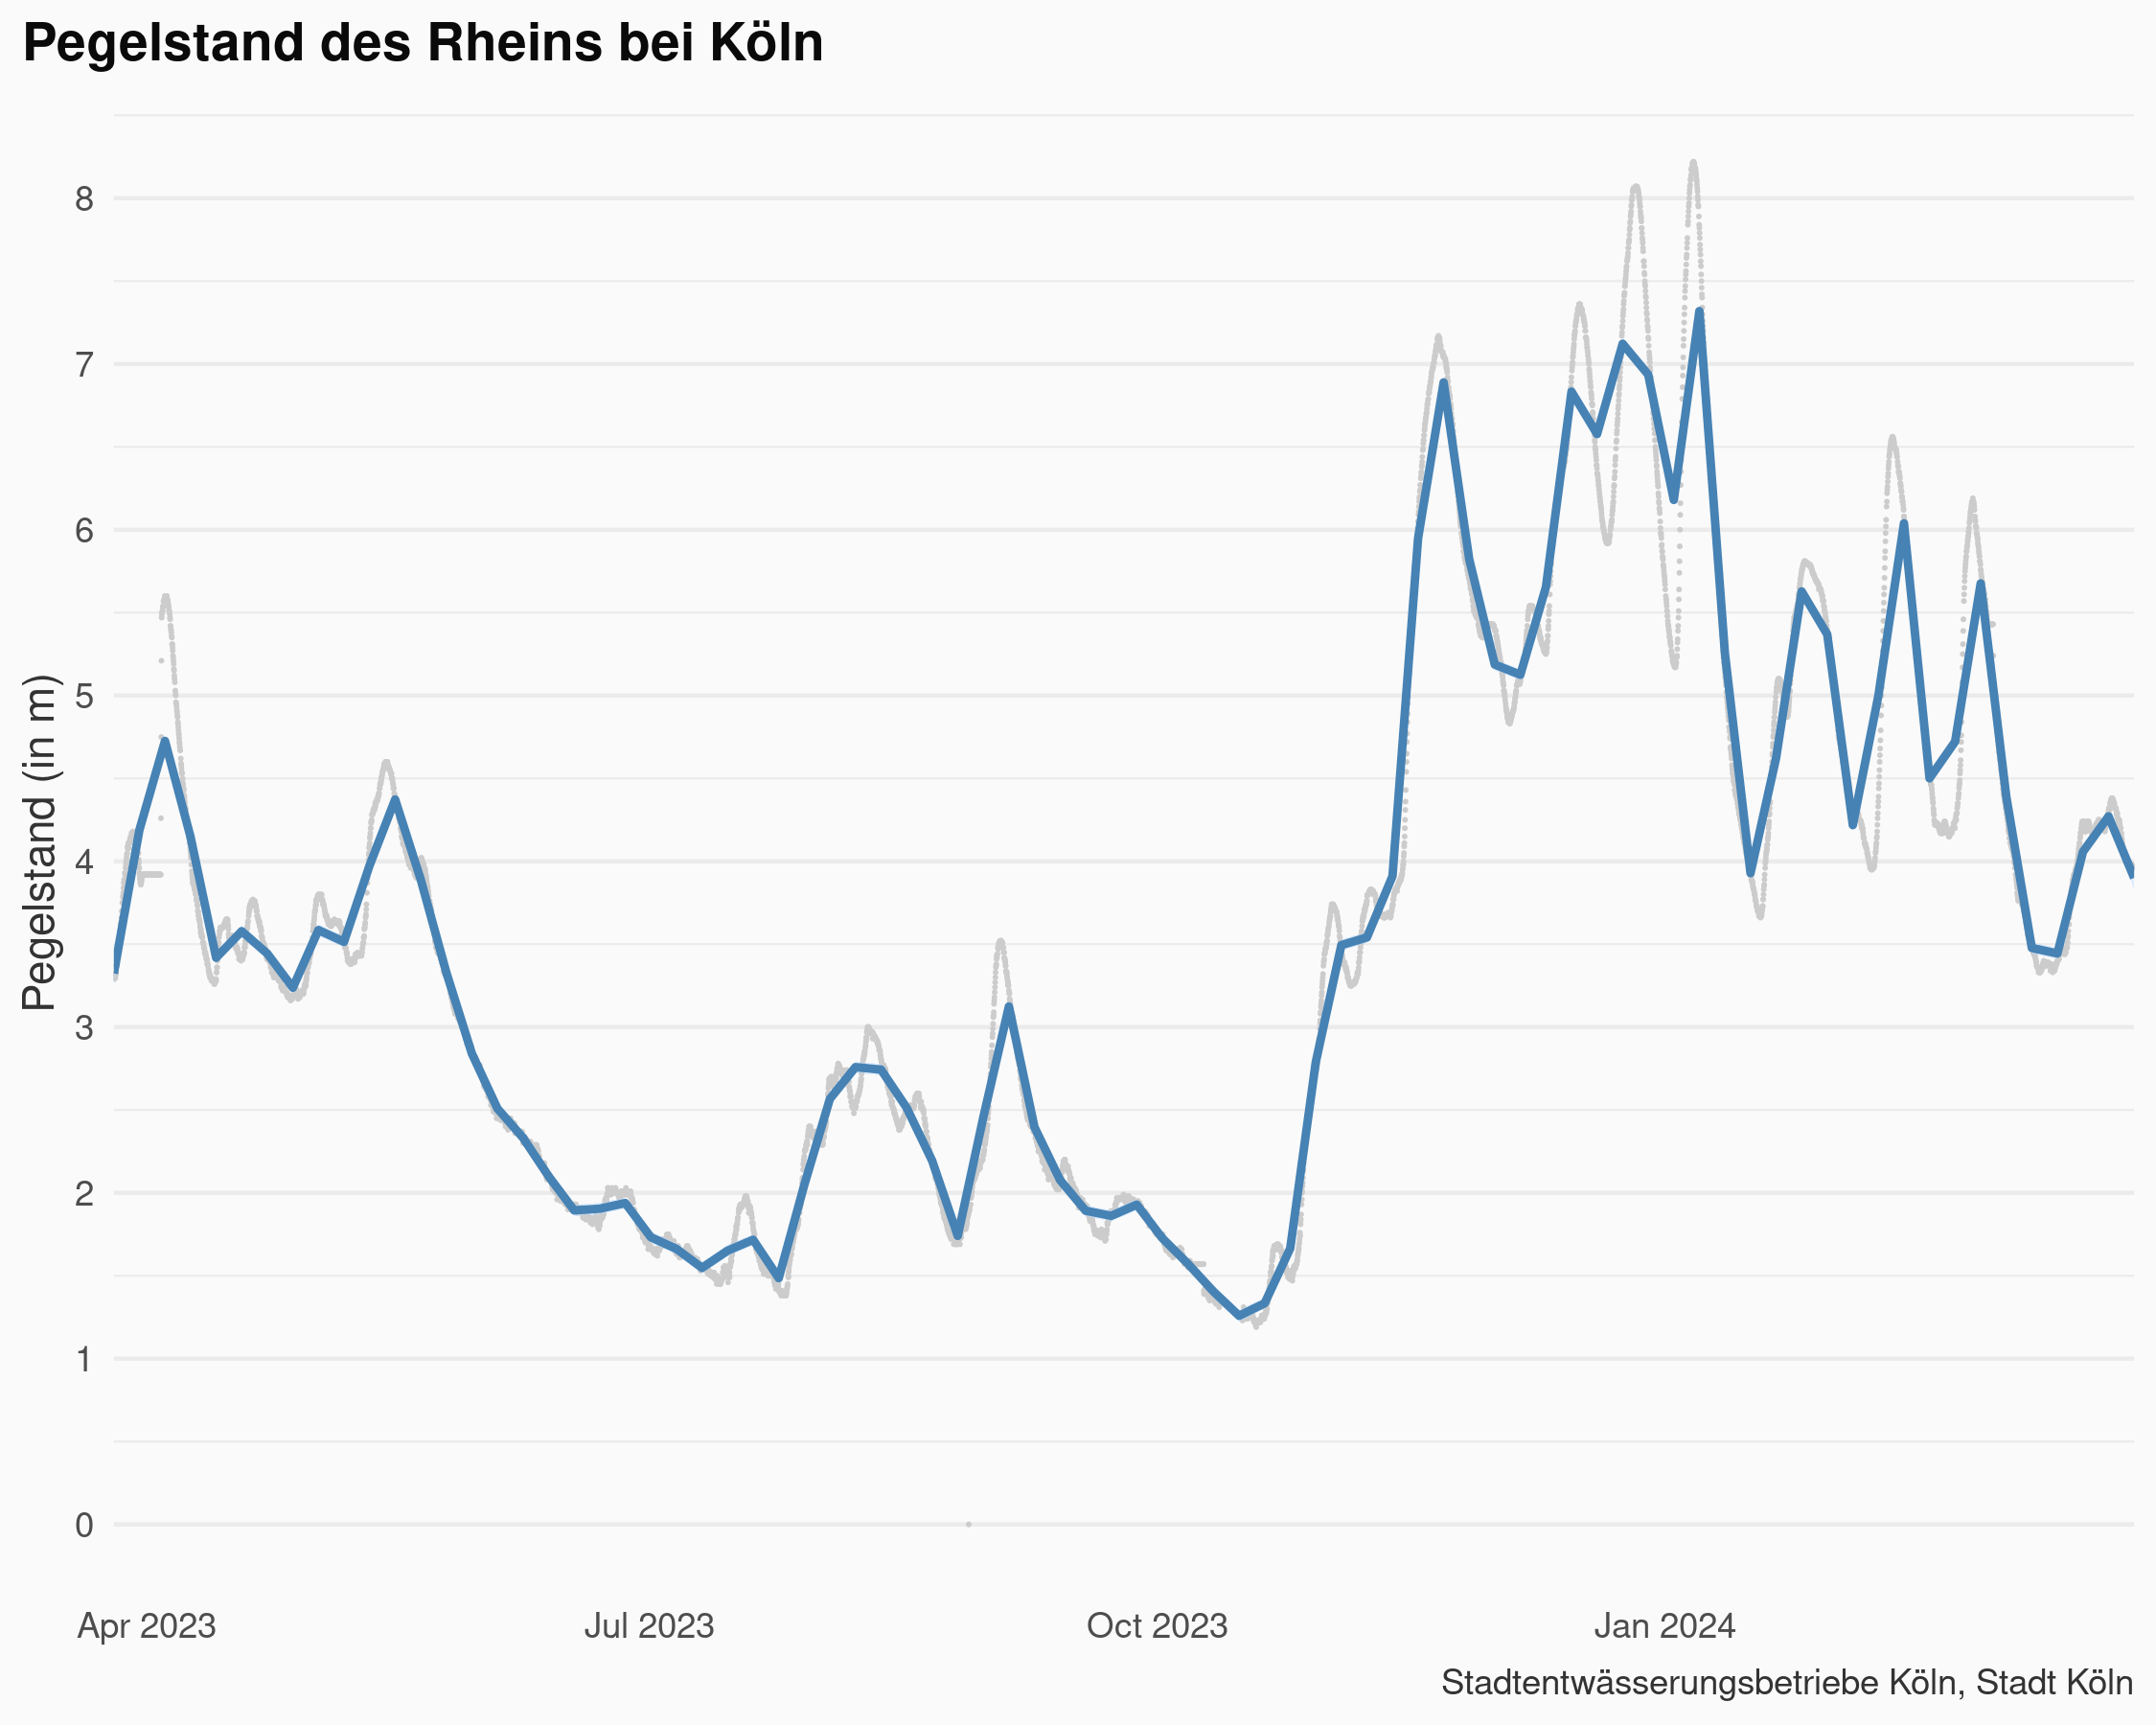 Pegelstand des Rheins bei Köln
Pegelstand (in m)
8
7
6
5
4
3
2
1
0
Apr 2023
Jul 2023
Oct 2023
Jan 2024
Stadtentwässerungsbetriebe Köln, Stadt Köln